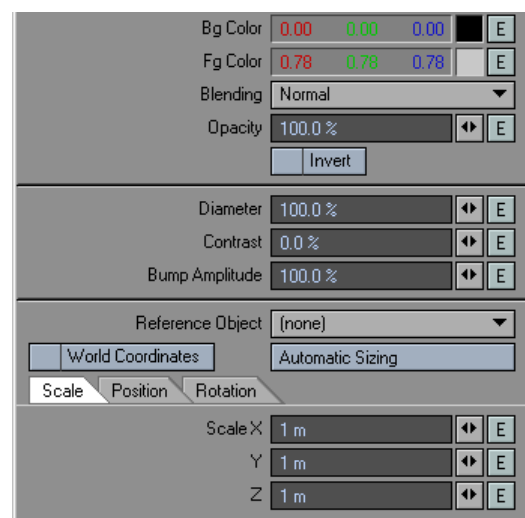 Bg Color 0.00 0.00 0.00 E
Fg Color 0.78 0.78 0.78 E
Blending Normal
Opacity 100.0 % E
Invert
Diameter 100.0 % E
Contrast 0.0 % E
Bump Amplitude 100.0 % E
Reference Object (none)
World Coordinates Automatic Sizing
Scale Position Rotation
Scale X 1 m E
Y 1 m E
Z 1 m E